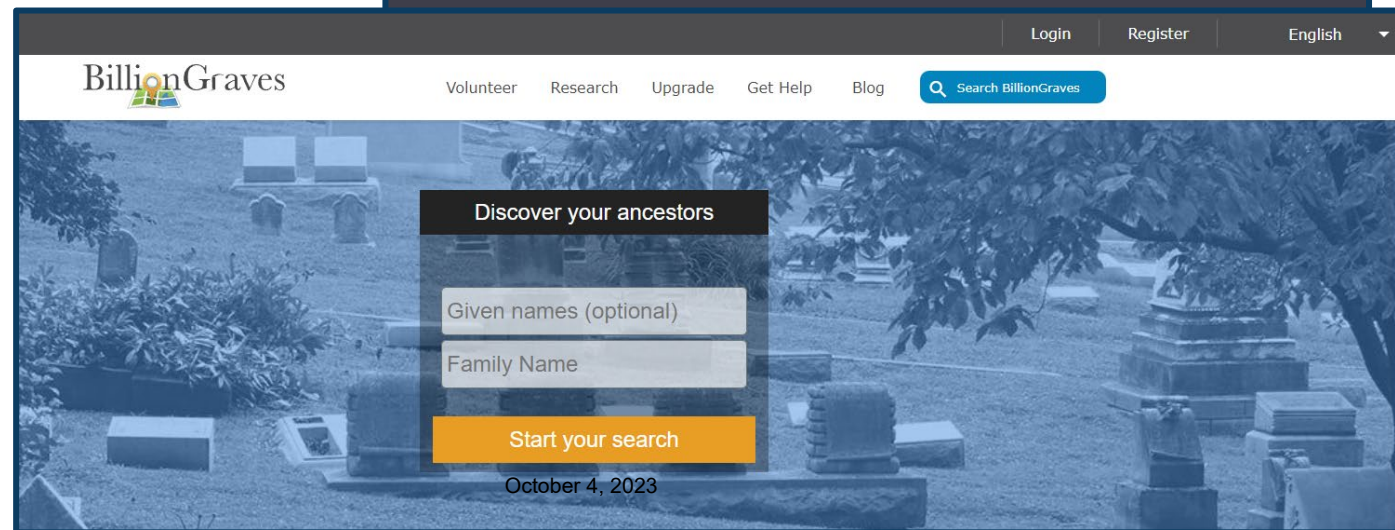 Login Register English
BillionGraves
Volunteer Research Upgrade Get Help Blog Search BillionGraves
Discover your ancestors
Given names (optional)
Family Name
Start your search
October 4, 2023